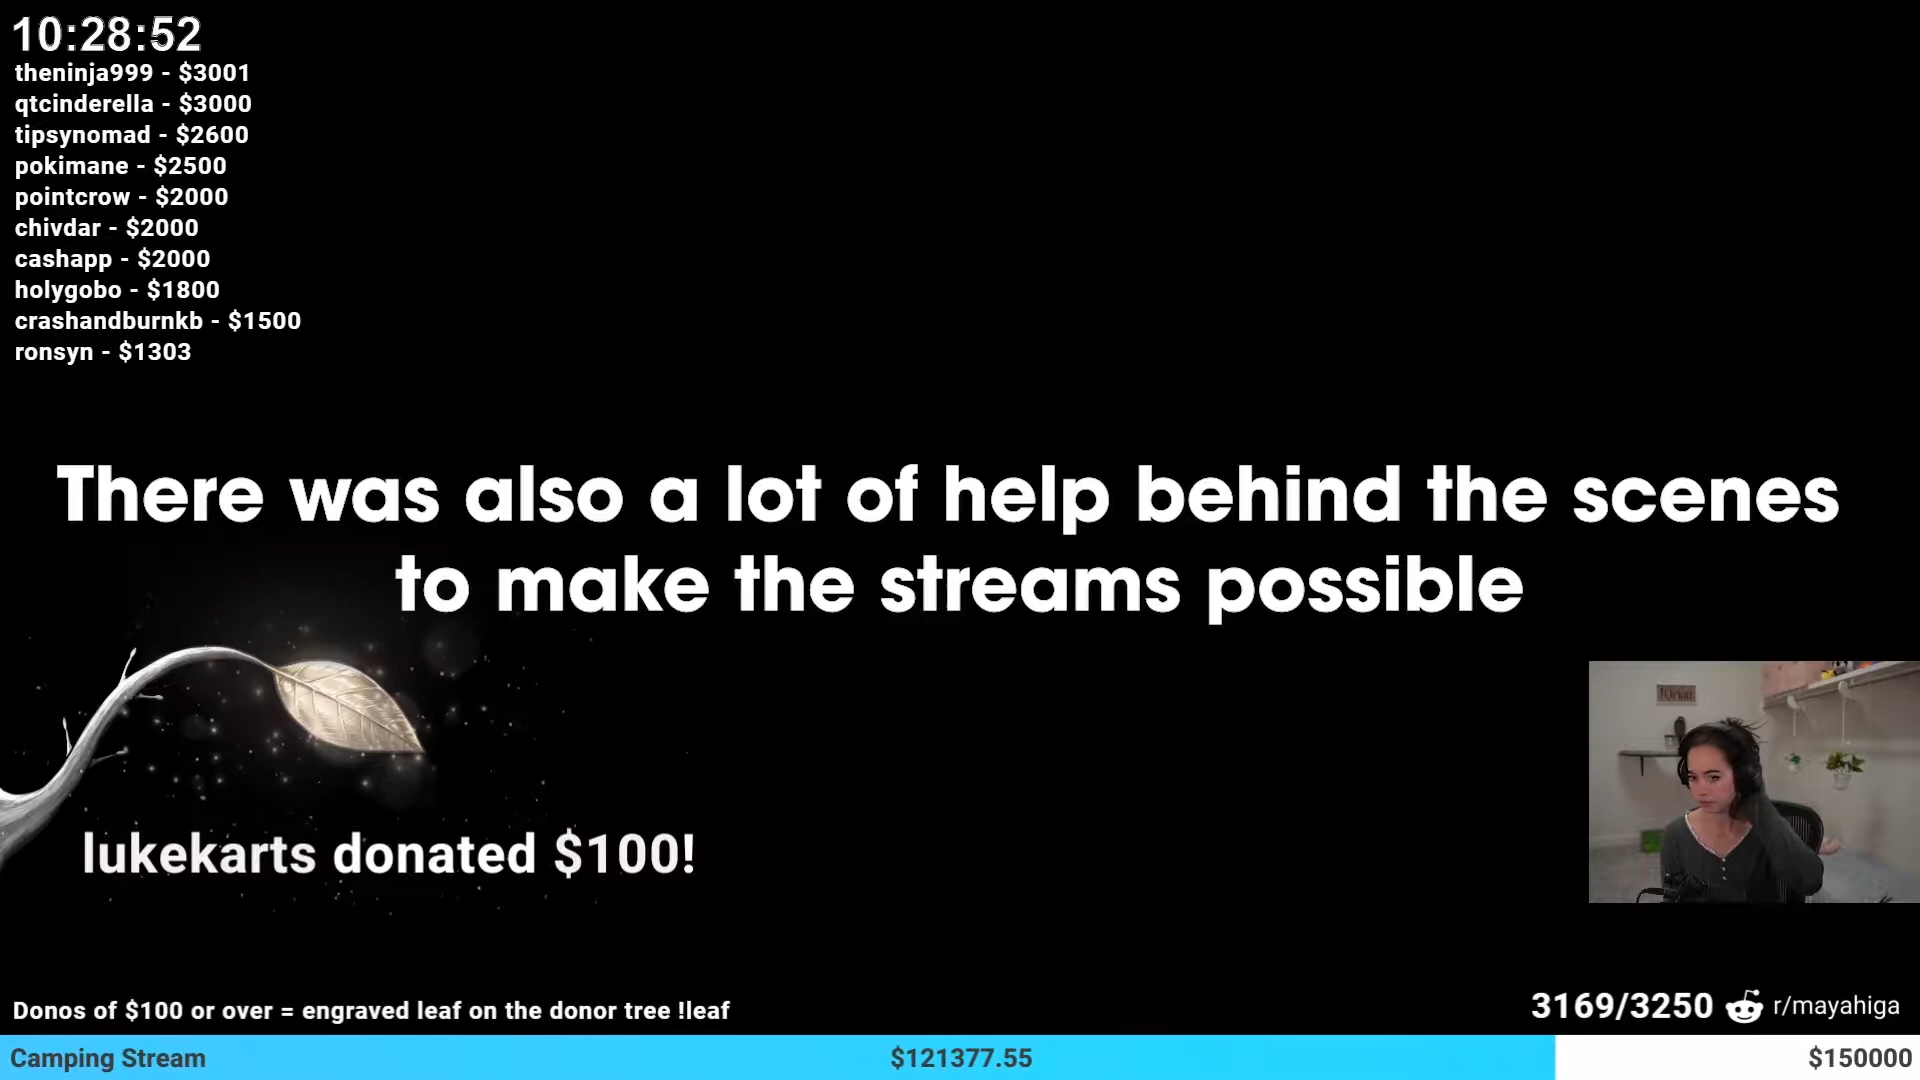 10:28:52
theninja999 - $3001
qtcinderella - $3000
tipsynomad - $2600
pokimane - $2500
pointcrow - $2000
chivdar - $2000
cashapp - $2000
holygobo - $1800
crashandburnkb - $1500
ronsyn - $1303
There was also a lot of help behind the scenes
to make the streams possible
lukekarts donated $100!
Donos of $100 or over = engraved leaf on the donor tree !leaf
3169/3250 r/mayahiga
Camping Stream $121377.55 $150000